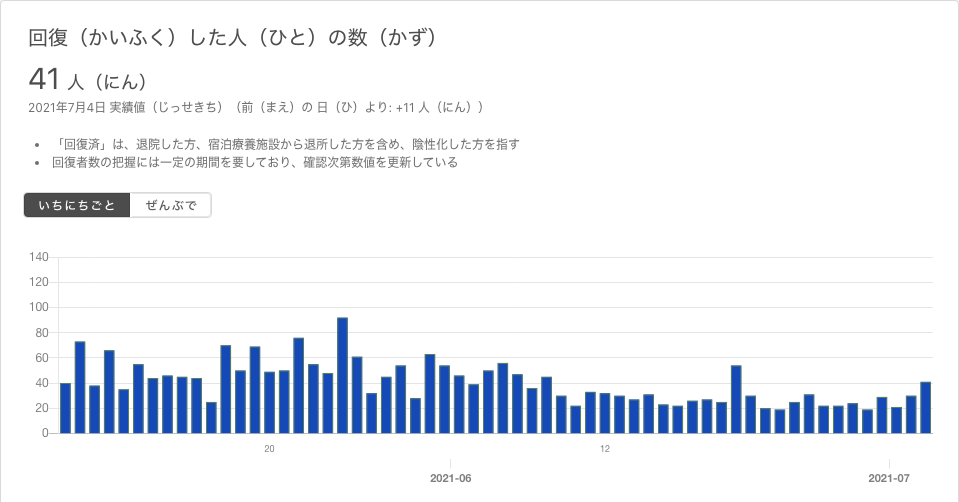 回復（かいふく）した人（ひと）の数（かず）
41 人（にん）
2021年7月4日 実績値（じっせきち）（前（まえ）の 日（ひ）より: +11 人（にん））
• 「回復済」は、退院した方、宿泊療養施設から退所した方を含め、陰性化した方を指す
• 回復者数の把握には一定の期間を要しており、確認次第数値を更新している
いちにちごと ぜんぶで
140
120
100
80
60
40
20
0
20 12
2021-06 2021-07